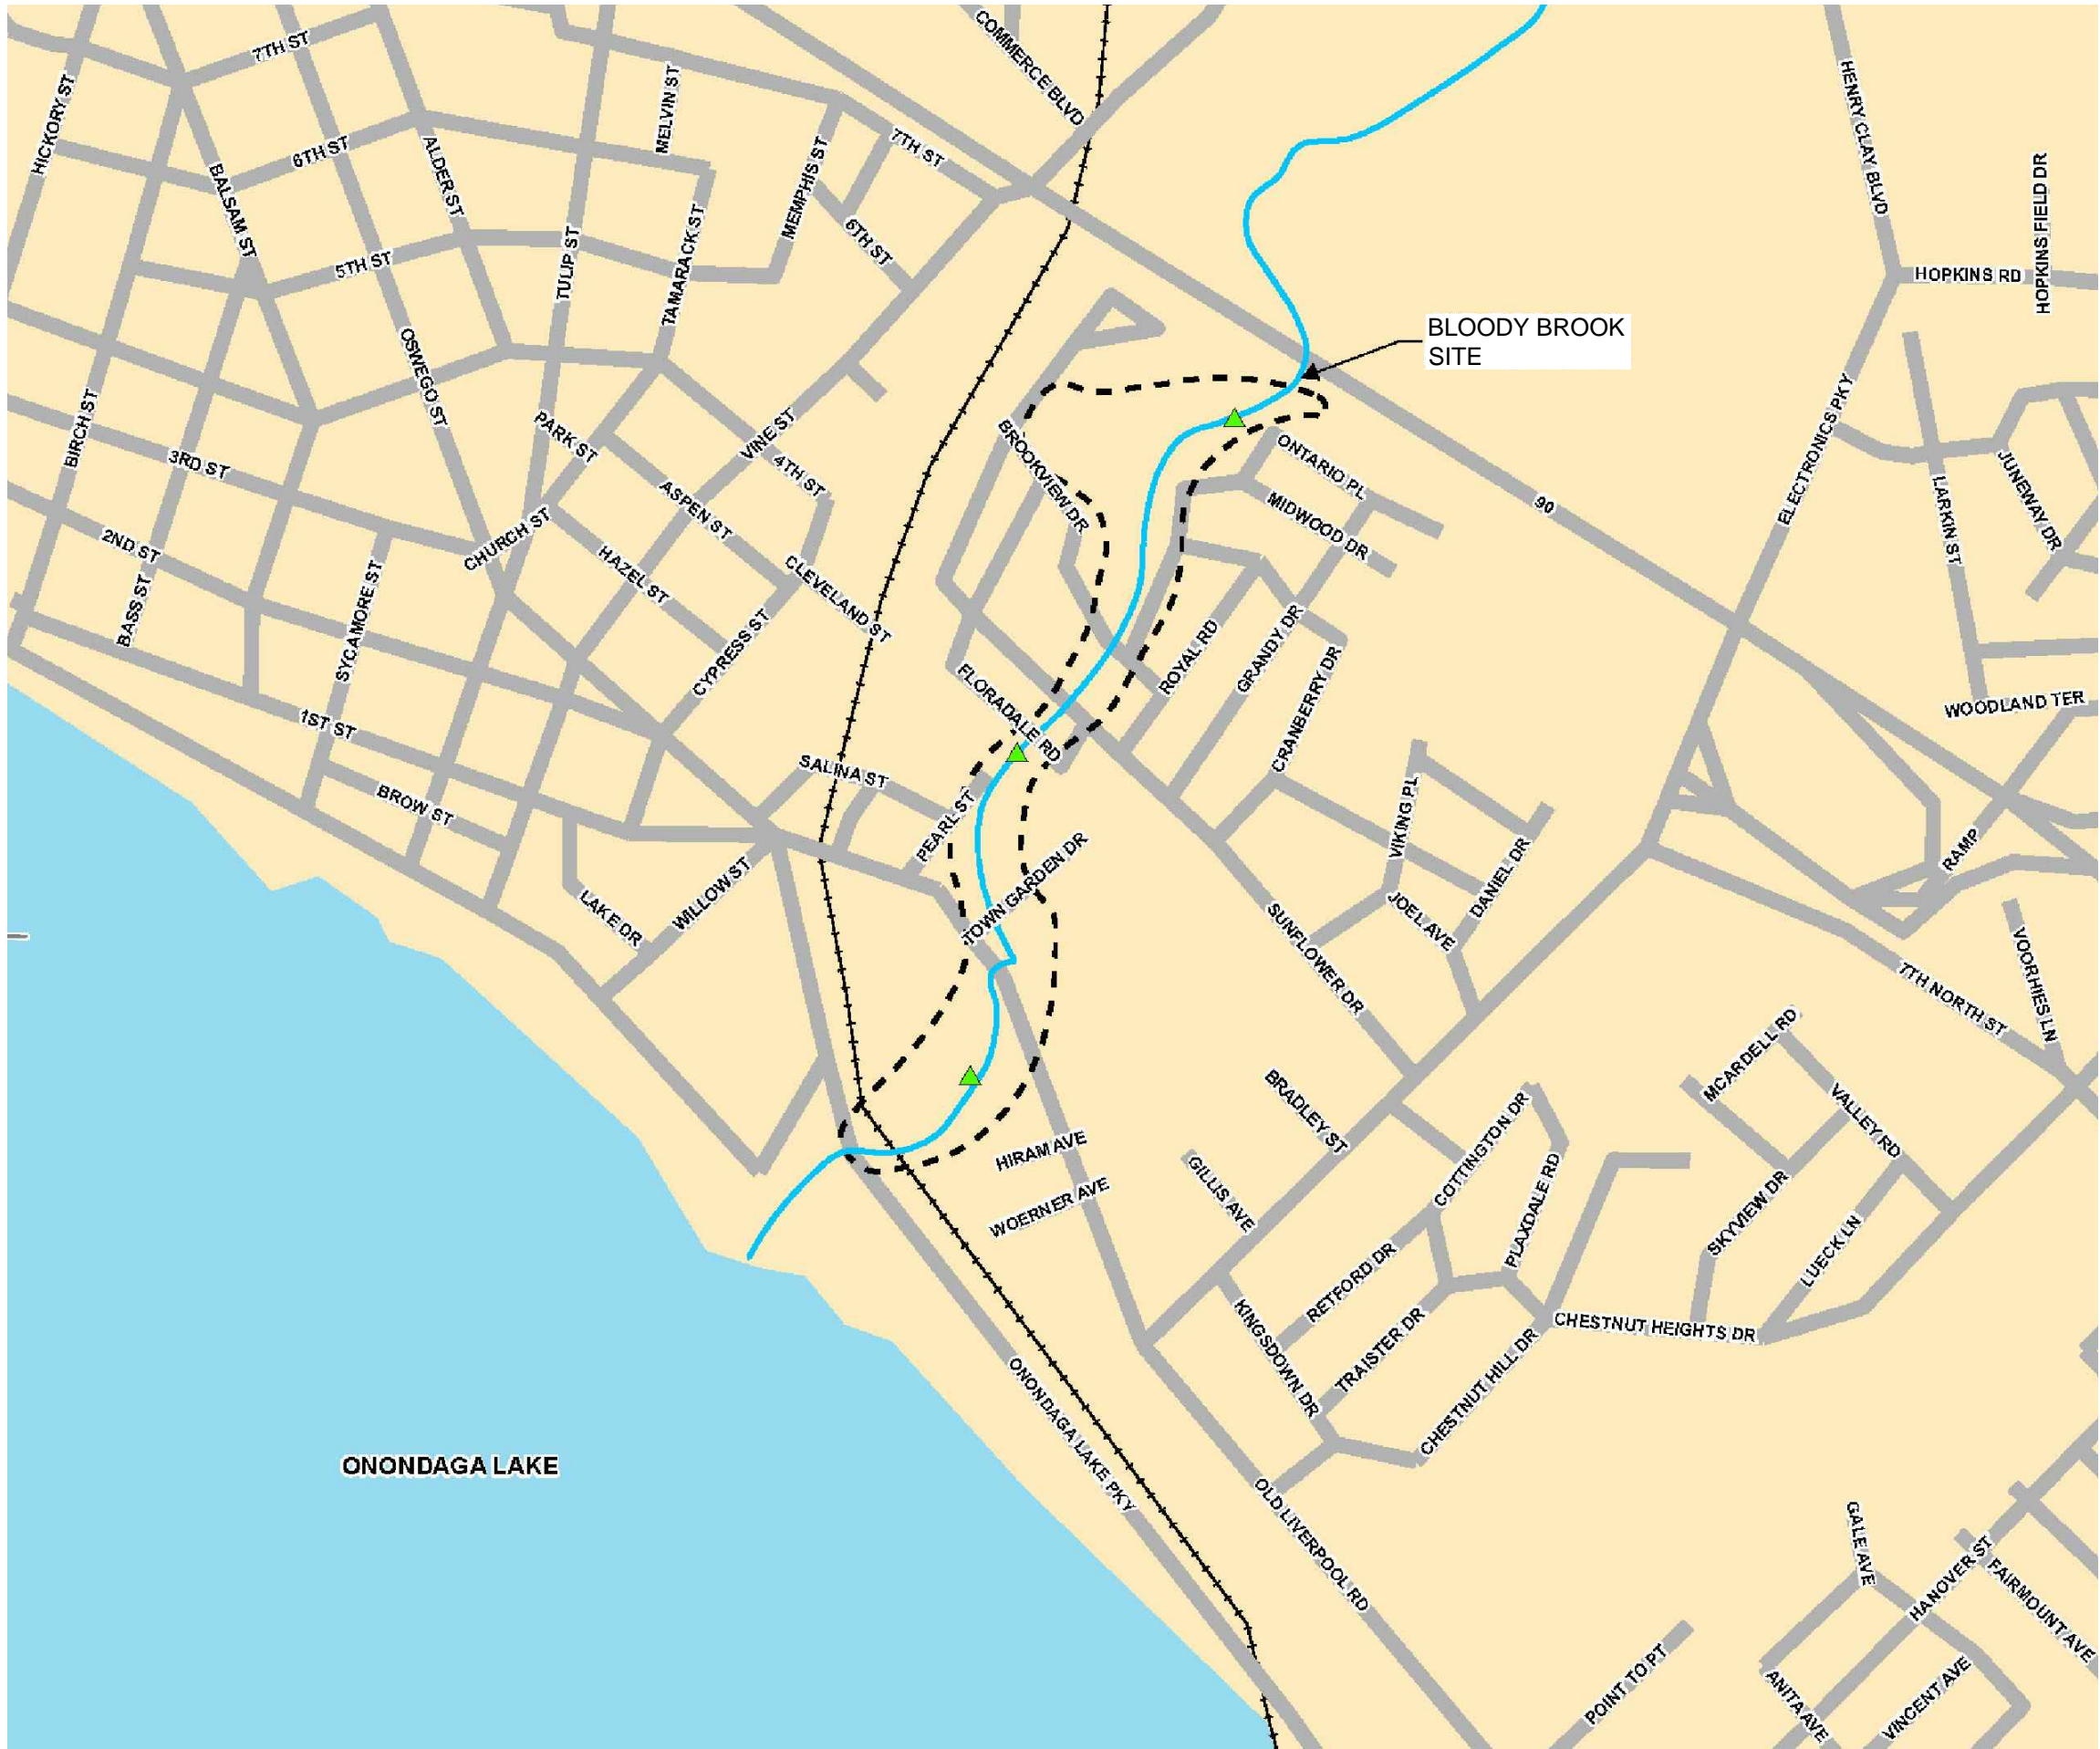 COMMERCE BLVD
7TH ST
HENRY CLAY BLVD
HICKORY ST
MELVIN ST
6TH ST
ALDER ST
BALSAM ST
MEMPHIS ST
7TH ST
HOPKINS FIELD DR
TULIP ST
TAMARACK ST
6TH ST
5TH ST
HOPKINS RD
BLOODY BROOK
SITE
OSWEGO ST
BIRCH ST
ELECTRONICS PKY
PARK ST
VINE ST
4TH ST
BROOKVIEW DR
ONTARIO PL
3RD ST
ASPEN ST
MIDWOOD DR
90
LARKIN ST
JUNEWAY DR
2ND ST
CHURCH ST
HAZEL ST
CLEVELAND ST
BASS ST
SYCAMORE ST
CYPRESS ST
ROYAL RD
GRANDY DR
CRANBERRY DR
FLORADALE RD
WOODLAND TER
1ST ST
SALINA ST
BROW ST
PEARL ST
VIKING PL
RAMP
TOWN GARDEN DR
DANIEL DR
LAKE DR
WILLOW ST
JOEL AVE
SUNFLOWER DR
VOORHIES LN
7TH NORTH ST
MCARDELL RD
BRADLEY ST
VALLEY RD
COTTINGTON DR
HIRAM AVE
GILLIS AVE
PLAXDALE RD
WOERNER AVE
SKYVIEW DR
LUECK LN
RETFORD DR
KINGSDOWN DR
TRAISTER DR
CHESTNUT HEIGHTS DR
CHESTNUT HILL DR
ONONDAGA LAKE PKY
ONONDAGA LAKE
OLD LIVERPOOL RD
GALE AVE
HANOVER ST
FAIRMOUNT AVE
POINT TO PT
ANITA AVE
VINCENT AVE